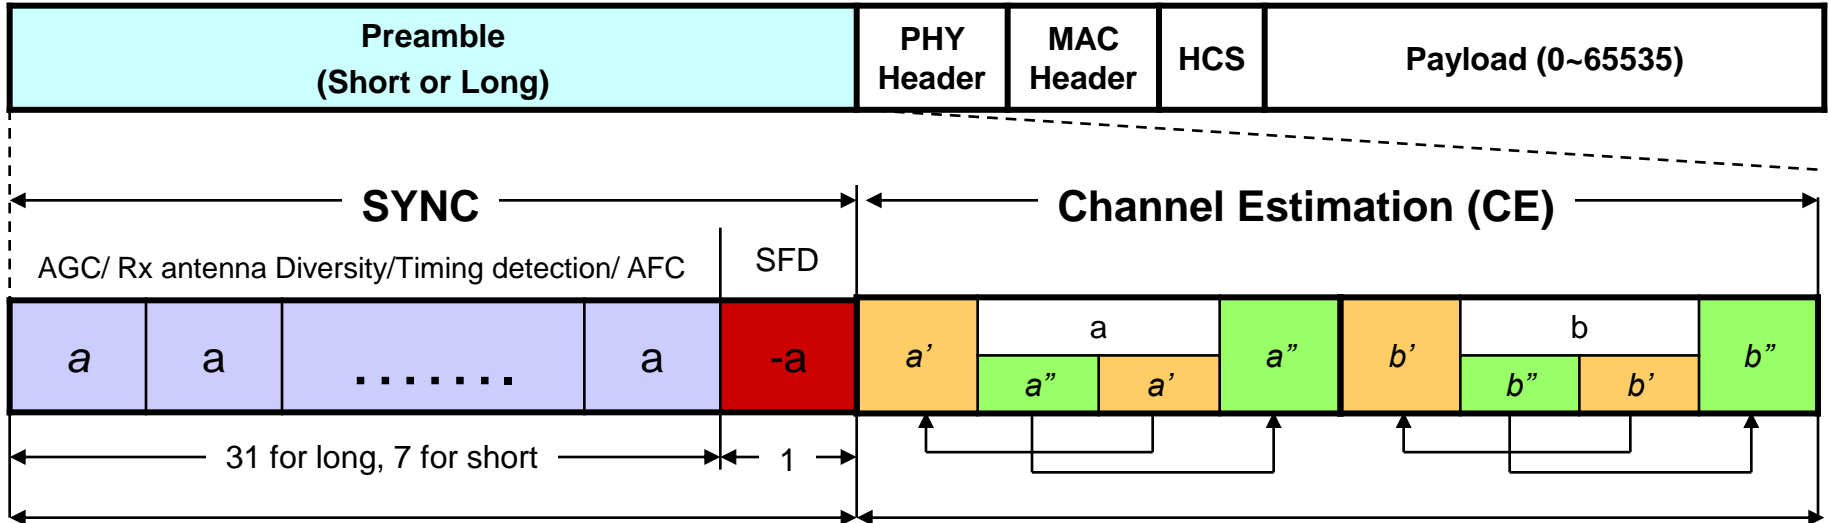 Preamble
(Short or Long)
PHY
Header
MAC
Header
HCS
Payload (0~65535)
SYNC
Channel Estimation (CE)
AGC/ Rx antenna Diversity/Timing detection/ AFC
SFD
a
a
.......
a
-a
a’
a
a”
a’
a”
b’
b
b”
b’
b”
31 for long, 7 for short
1